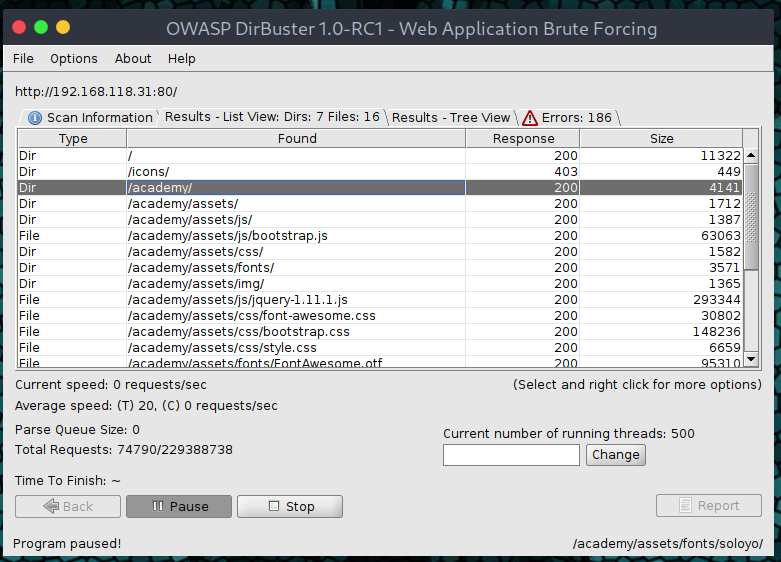 OWASP DirBuster 1.0-RC1 - Web Application Brute Forcing
File Options About Help
http://192.168.118.31:80/
Scan Information Results - List View: Dirs: 7 Files: 16 Results - Tree View Errors: 186
Type Found Response Size
Dir / 200 11322
Dir /icons/ 403 449
Dir /academy/ 200 4141
Dir /academy/assets/ 200 1712
Dir /academy/assets/js/ 200 1387
File /academy/assets/js/bootstrap.js 200 63063
Dir /academy/assets/css/ 200 1582
Dir /academy/assets/fonts/ 200 3571
Dir /academy/assets/img/ 200 1365
File /academy/assets/js/jquery-1.11.1.js 200 293344
File /academy/assets/css/font-awesome.css 200 30802
File /academy/assets/css/bootstrap.css 200 148236
File /academy/assets/css/style.css 200 6659
File /academy/assets/fonts/FontAwesome.otf 200 95310
Current speed: 0 requests/sec (Select and right click for more options)
Average speed: (T) 20, (C) 0 requests/sec
Parse Queue Size: 0 Current number of running threads: 500
Total Requests: 74790/229388738
Change
Time To Finish: ~
Back Pause Stop Report
Program paused! /academy/assets/fonts/soloyo/